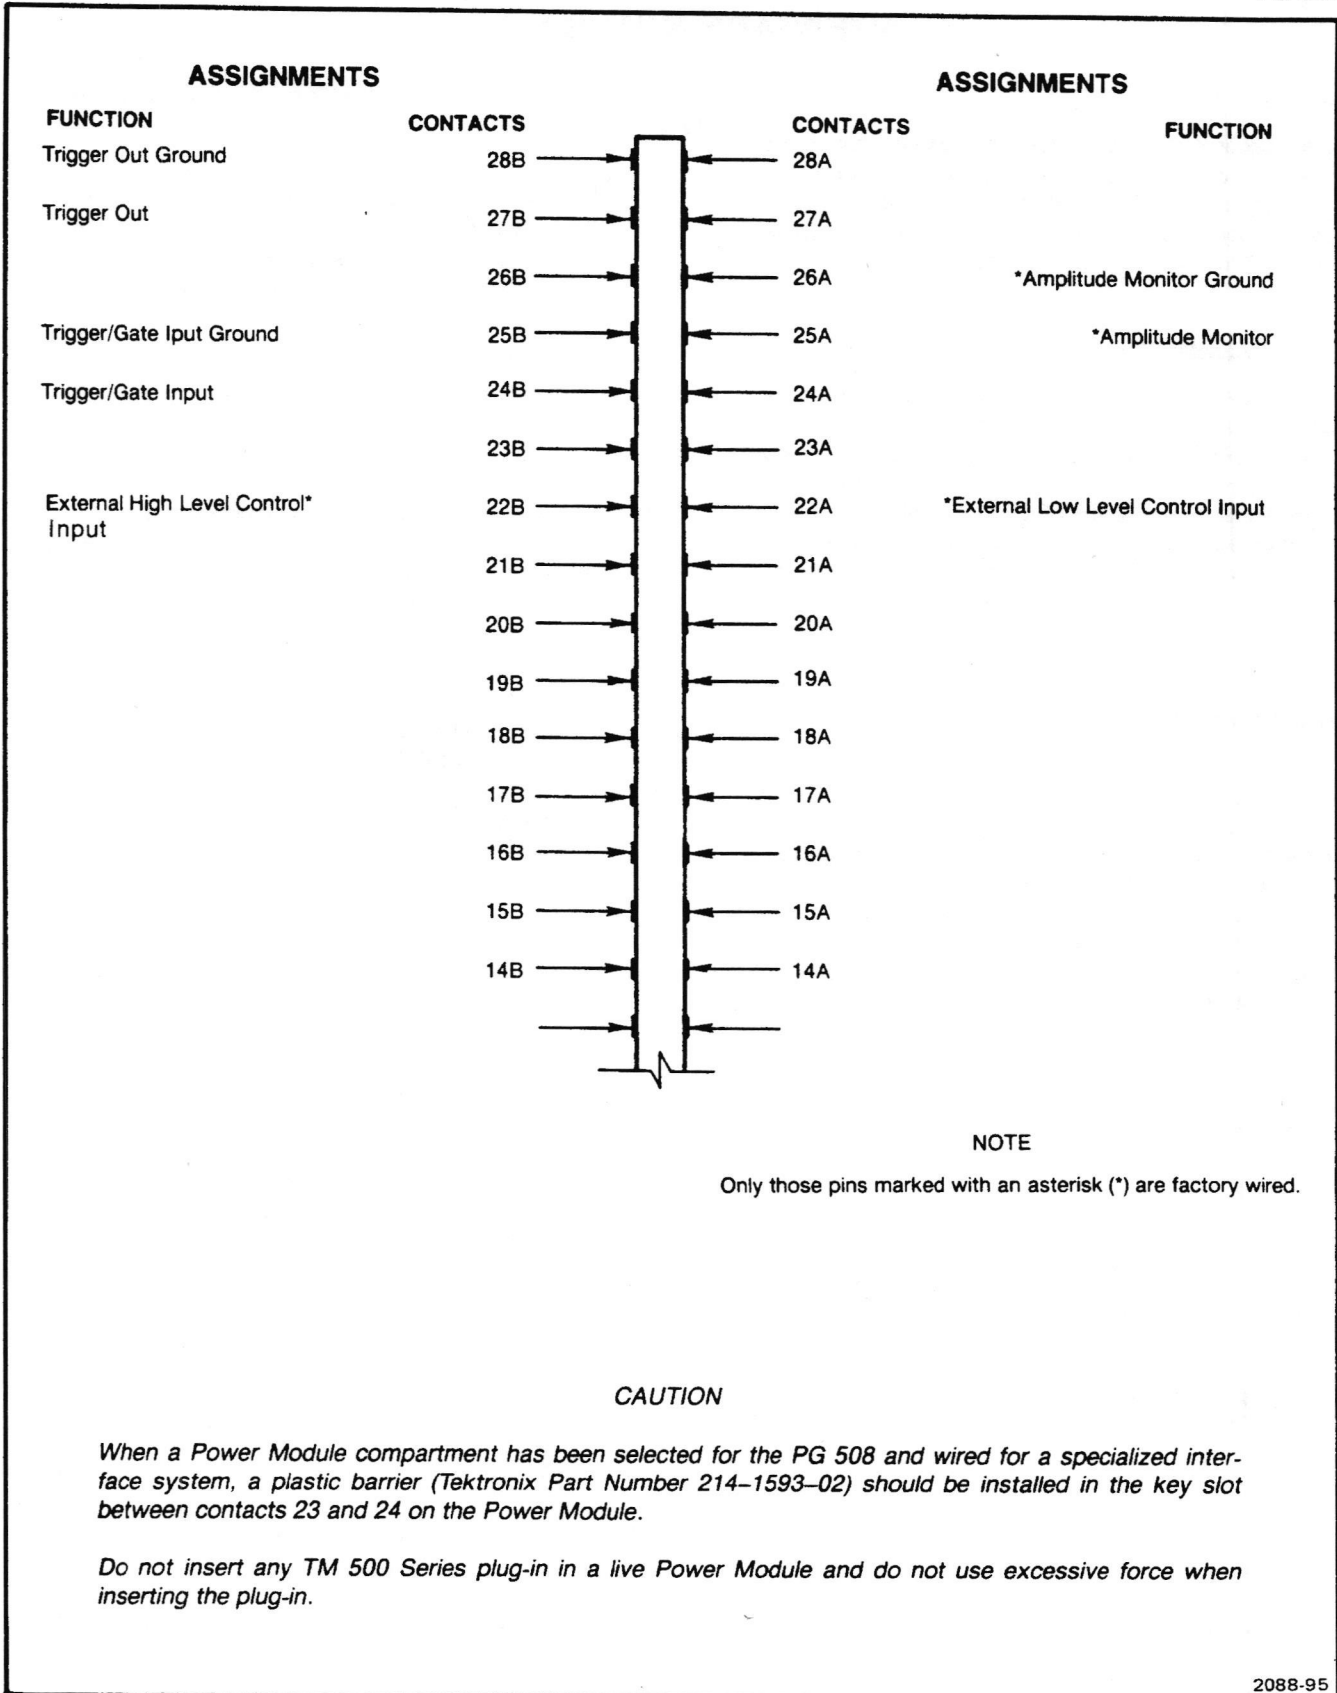 ASSIGNMENTS ASSIGNMENTS
FUNCTION CONTACTS CONTACTS FUNCTION
Trigger Out Ground 28B 28A
Trigger Out 27B 27A
26B 26A *Amplitude Monitor Ground
Trigger/Gate Iput Ground 25B 25A *Amplitude Monitor
Trigger/Gate Input 24B 24A
23B 23A
External High Level Control* 22B 22A *External Low Level Control Input
Input
21B 21A
20B 20A
19B 19A
18B 18A
17B 17A
16B 16A
15B 15A
14B 14A
NOTE
Only those pins marked with an asterisk (*) are factory wired.
CAUTION
When a Power Module compartment has been selected for the PG 508 and wired for a specialized inter-
face system, a plastic barrier (Tektronix Part Number 214–1593–02) should be installed in the key slot
between contacts 23 and 24 on the Power Module.
Do not insert any TM 500 Series plug-in in a live Power Module and do not use excessive force when
inserting the plug-in.
2088-95